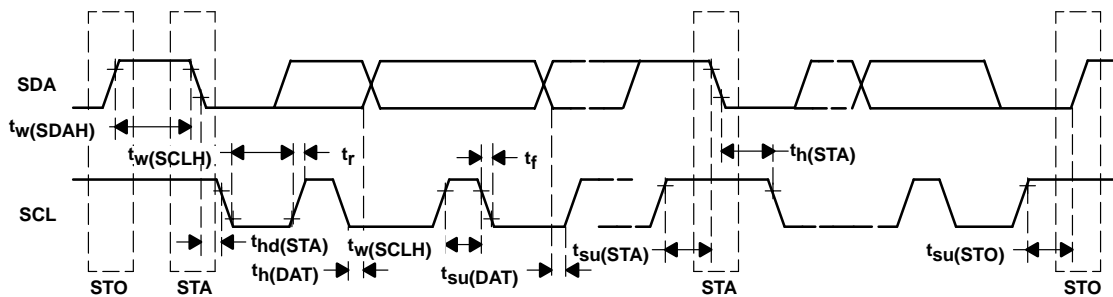 SDA
tw(SDAH)
tw(SCLH)
tr
tf
th(STA)
SCL
thd(STA)
tw(SCLH)
tsu(STA)
tsu(STO)
th(DAT)
tsu(DAT)
STO
STA
STA
STO